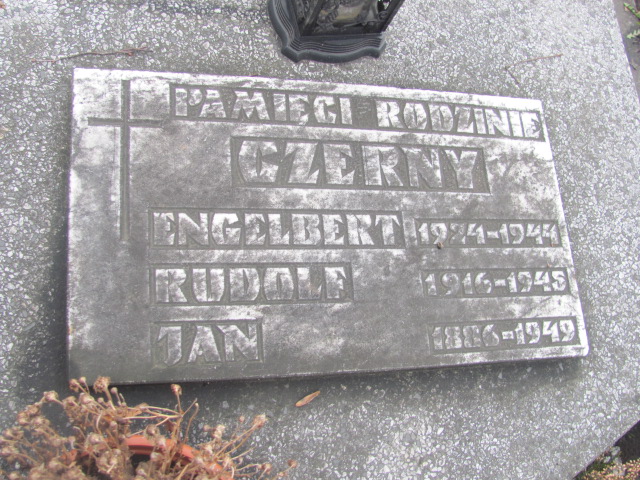 PAMIĘCI RODZINIE
CZERNY
ENGELBERT 1924-1944
RUDOLF 1916-1945
JAN 1886-1949